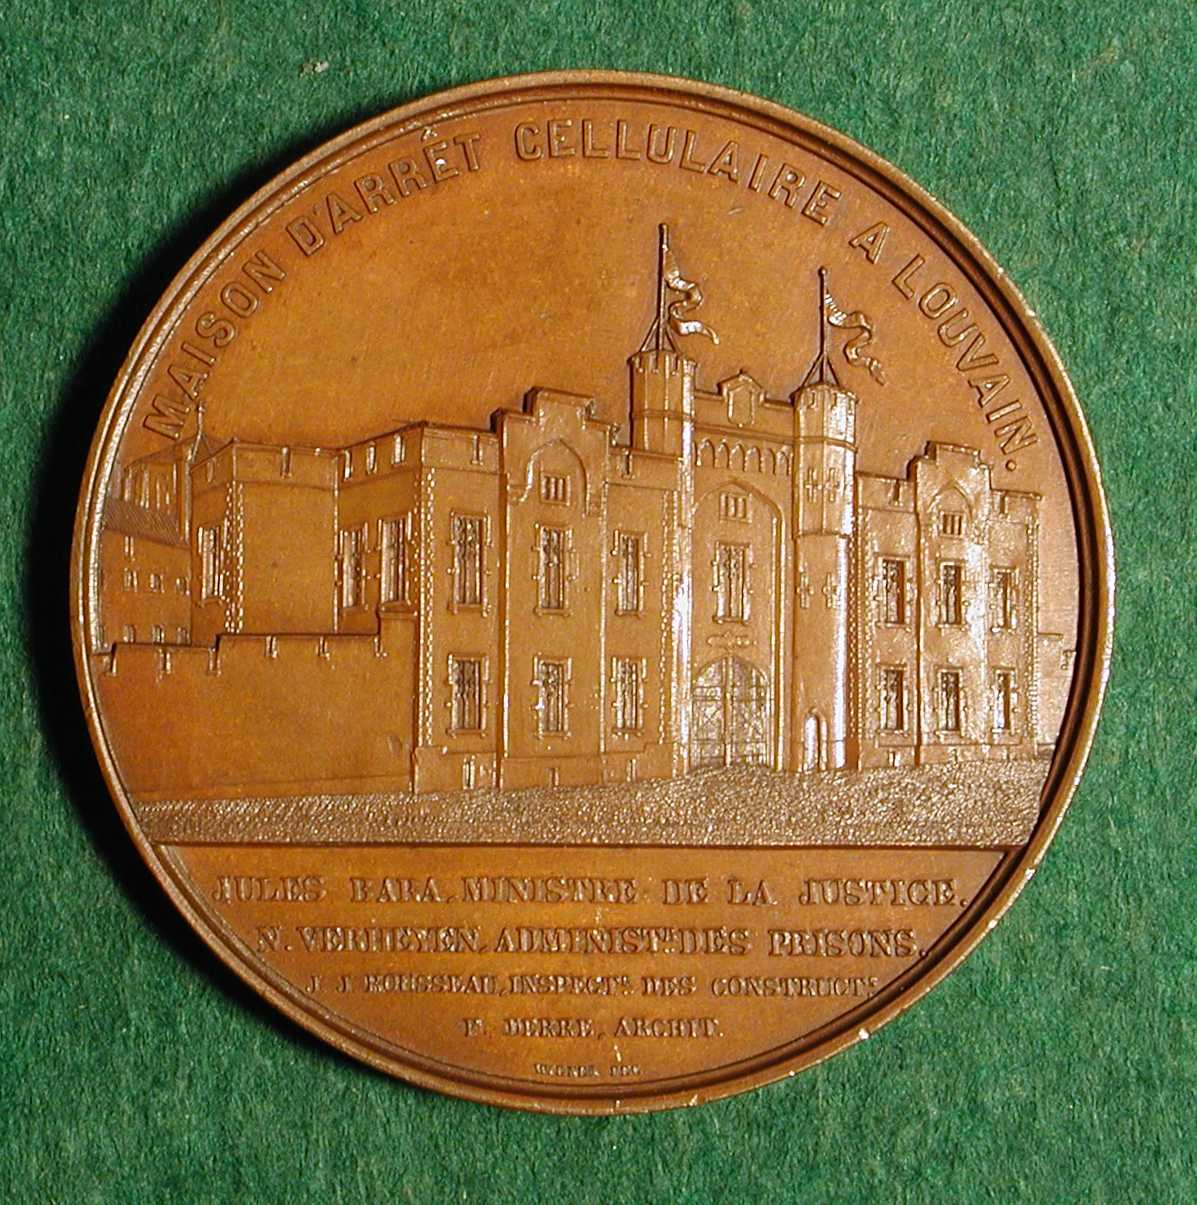 MAISON D'ARRÊT CELLULAIRE A LOUVAIN.
JULES BARA, MINISTRE DE LA JUSTICE.
N. VERHEYEN, ADMINISTR. DES PRISONS.
J. J. ROUSSEAU, INSPECTR. DES CONSTRUCTS.
F. DERRE, ARCHIT.